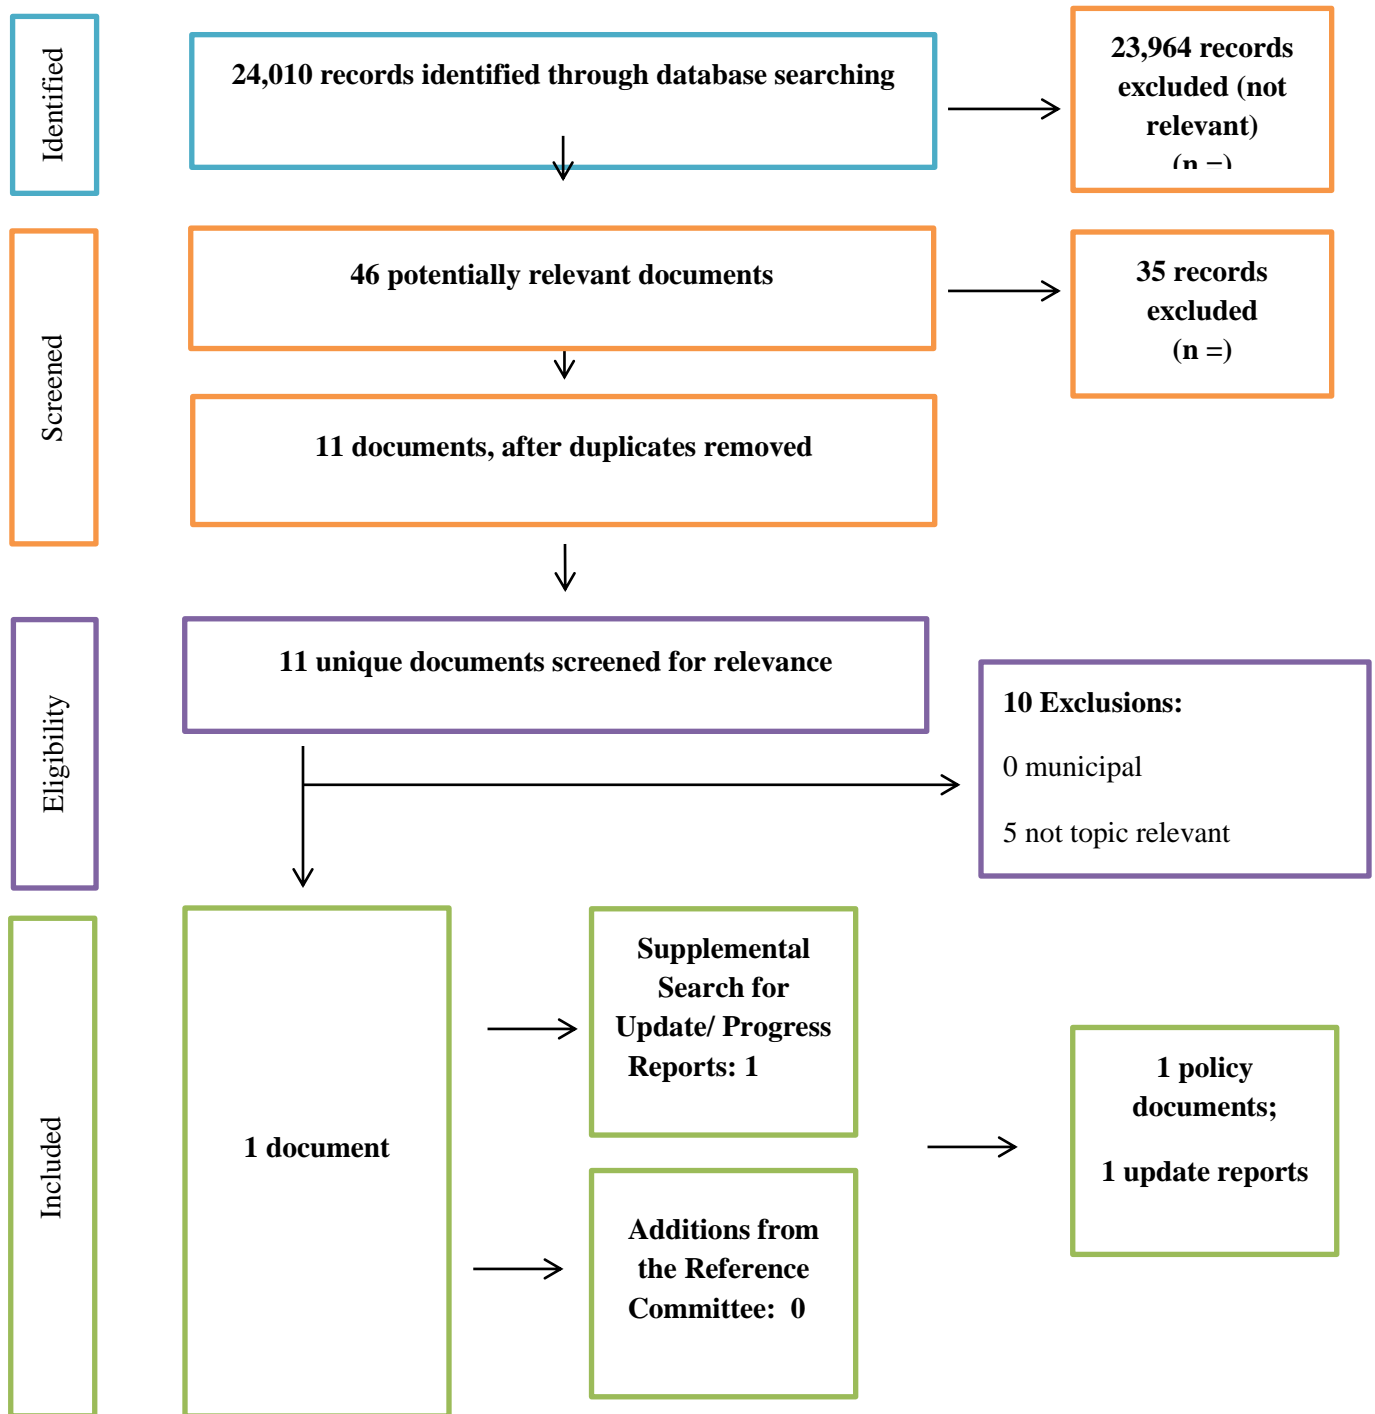 Identified
24,010 records identified through database searching
23,964 records
excluded (not
relevant)
(n =)
Screened
46 potentially relevant documents
35 records
excluded
(n =)
11 documents, after duplicates removed
Eligibility
11 unique documents screened for relevance
10 Exclusions:
0 municipal
5 not topic relevant
Included
1 document
Supplemental
Search for
Update/ Progress
Reports: 1
Additions from
the Reference
Committee: 0
1 policy
documents;
1 update reports